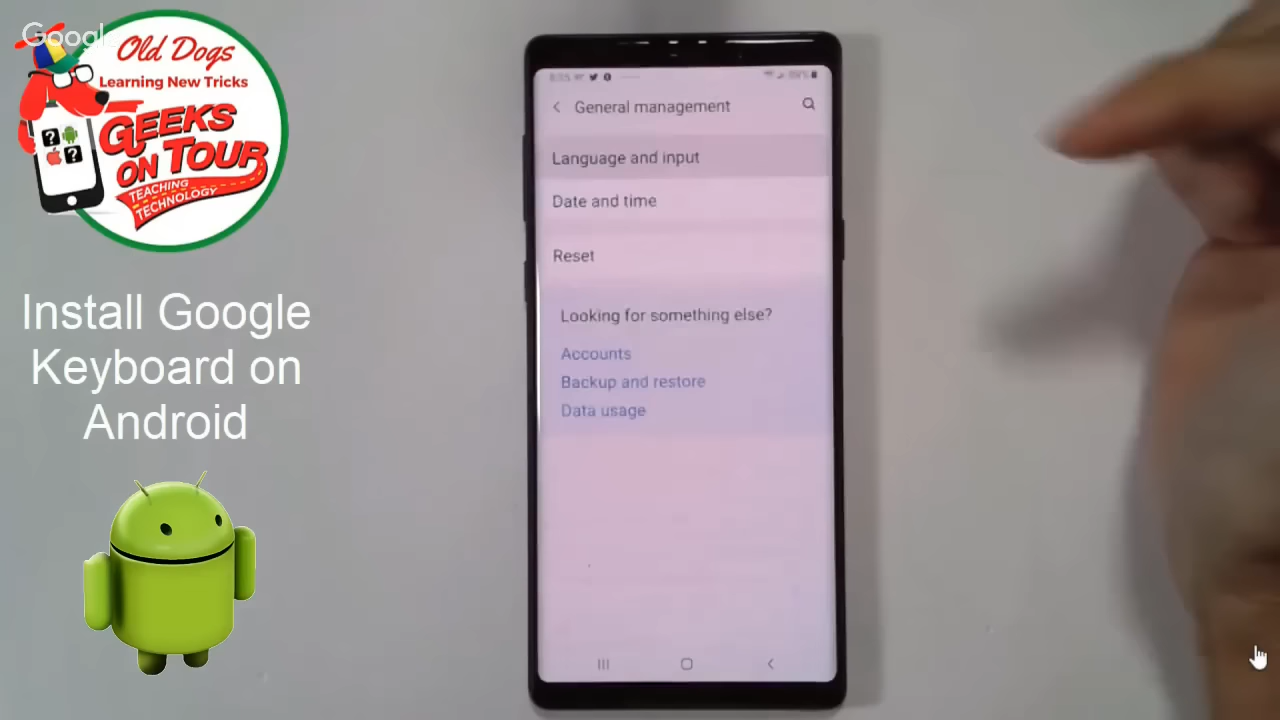 Googl
Old Dogs
Learning New Tricks
GEEKS
ON TOUR
TEACHING
TECHNOLOGY
Install Google
Keyboard on
Android
General management
Language and input
Date and time
Reset
Looking for something else?
Accounts
Backup and restore
Data usage